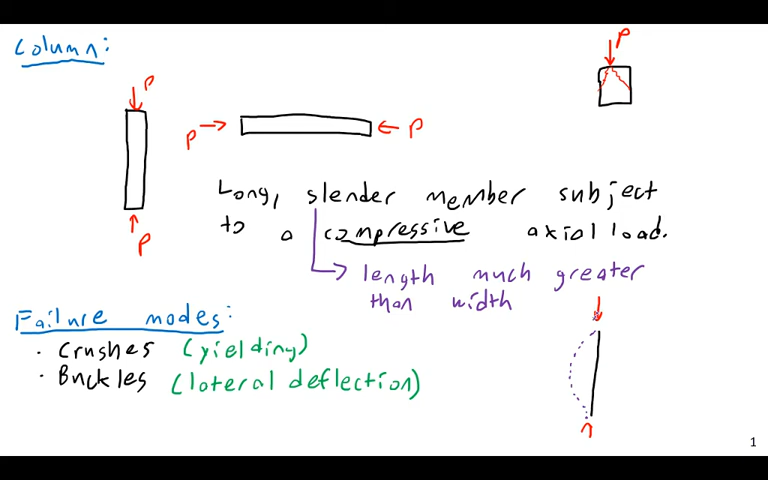 Column:
P
P
P → ← P
P
Long, slender member subject
to a compressive axial load.
length much greater
than width
Failure modes:
· Crushes (yielding)
· Buckles (lateral deflection)
1